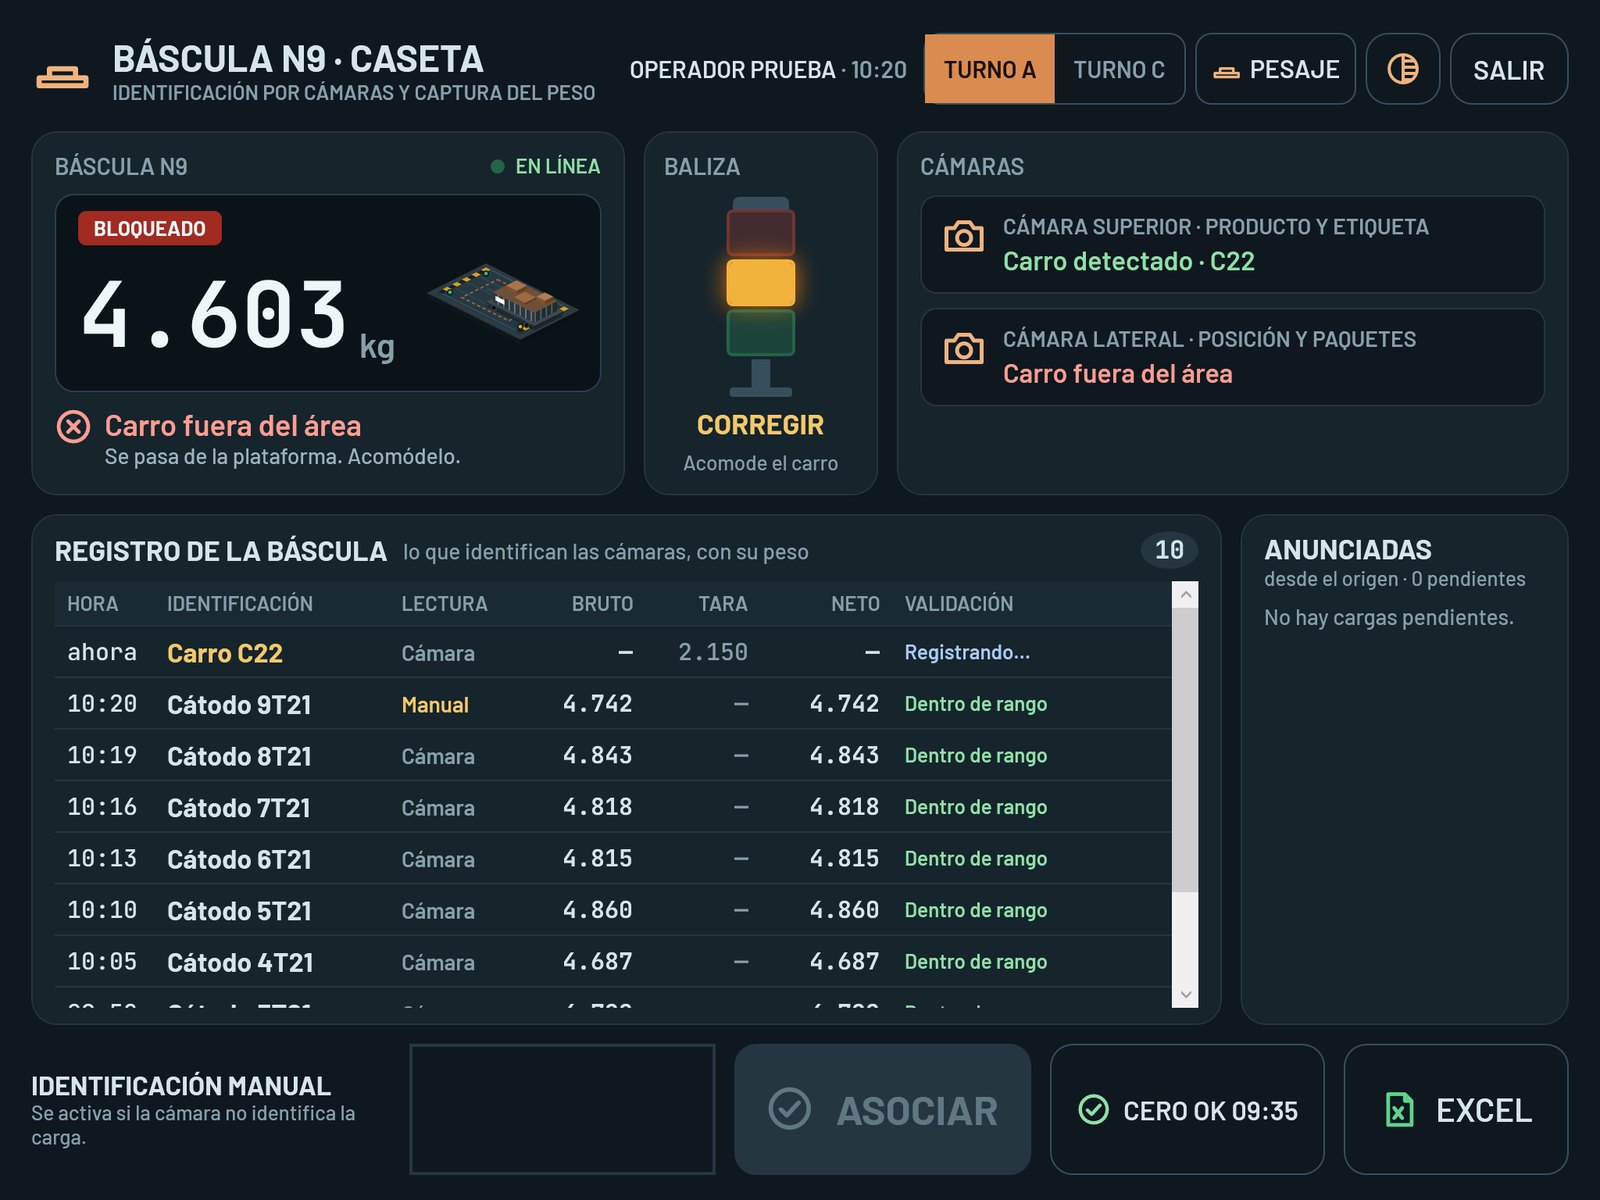 BÁSCULA N9 · CASETA
IDENTIFICACIÓN POR CÁMARAS Y CAPTURA DEL PESO
OPERADOR PRUEBA · 10:20
TURNO A
TURNO C
PESAJE
SALIR
BÁSCULA N9
EN LÍNEA
BLOQUEADO
4.603 kg
Carro fuera del área
Se pasa de la plataforma. Acomódelo.
BALIZA
CORREGIR
Acomode el carro
CÁMARAS
CÁMARA SUPERIOR · PRODUCTO Y ETIQUETA
Carro detectado · C22
CÁMARA LATERAL · POSICIÓN Y PAQUETES
Carro fuera del área
REGISTRO DE LA BÁSCULA lo que identifican las cámaras, con su peso 10
HORA IDENTIFICACIÓN LECTURA BRUTO TARA NETO VALIDACIÓN
ahora Carro C22 Cámara – 2.150 – Registrando...
10:20 Cátodo 9T21 Manual 4.742 – 4.742 Dentro de rango
10:19 Cátodo 8T21 Cámara 4.843 – 4.843 Dentro de rango
10:16 Cátodo 7T21 Cámara 4.818 – 4.818 Dentro de rango
10:13 Cátodo 6T21 Cámara 4.815 – 4.815 Dentro de rango
10:10 Cátodo 5T21 Cámara 4.860 – 4.860 Dentro de rango
10:05 Cátodo 4T21 Cámara 4.687 – 4.687 Dentro de rango
ANUNCIADAS
desde el origen · 0 pendientes
No hay cargas pendientes.
IDENTIFICACIÓN MANUAL
Se activa si la cámara no identifica la
carga.
ASOCIAR
CERO OK 09:35
EXCEL